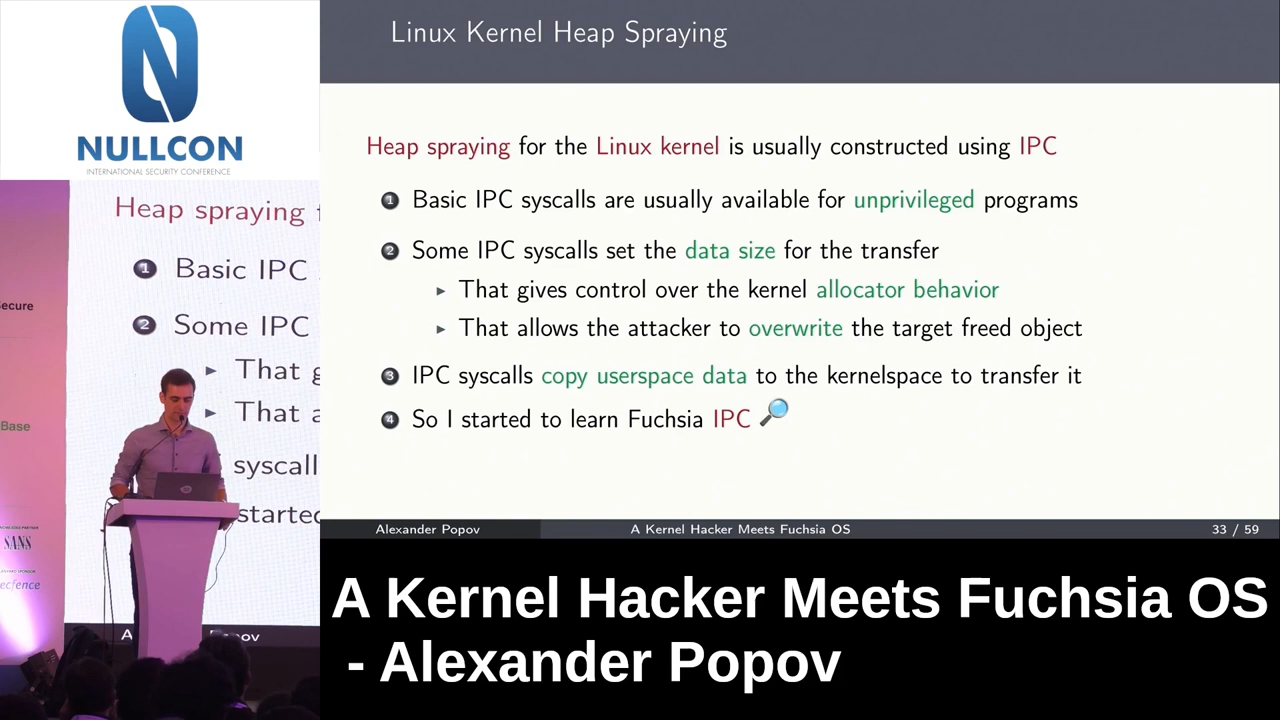 NULLCON
INTERNATIONAL SECURITY CONFERENCE
Linux Kernel Heap Spraying
Heap spraying for the Linux kernel is usually constructed using IPC
1 Basic IPC syscalls are usually available for unprivileged programs
2 Some IPC syscalls set the data size for the transfer
▸ That gives control over the kernel allocator behavior
▸ That allows the attacker to overwrite the target freed object
3 IPC syscalls copy userspace data to the kernelspace to transfer it
4 So I started to learn Fuchsia IPC
Alexander Popov A Kernel Hacker Meets Fuchsia OS 33 / 59
Heap spraying
1 Basic IPC
2 Some IPC
▸ That g
▸ That a
syscall
started
ecure
Base
SANS
ecfence
A Popov
A Kernel Hacker Meets Fuchsia OS
- Alexander Popov